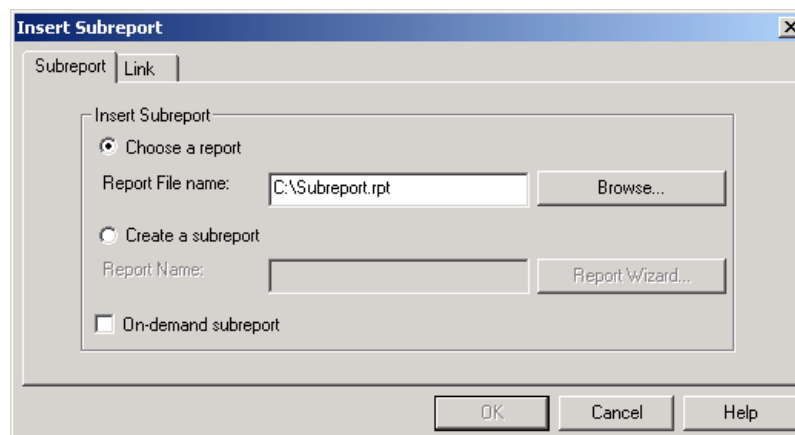 Insert Subreport
Subreport Link
Insert Subreport
Choose a report
Report File name: C:\Subreport.rpt Browse...
Create a subreport
Report Name: Report Wizard...
On-demand subreport
OK Cancel Help